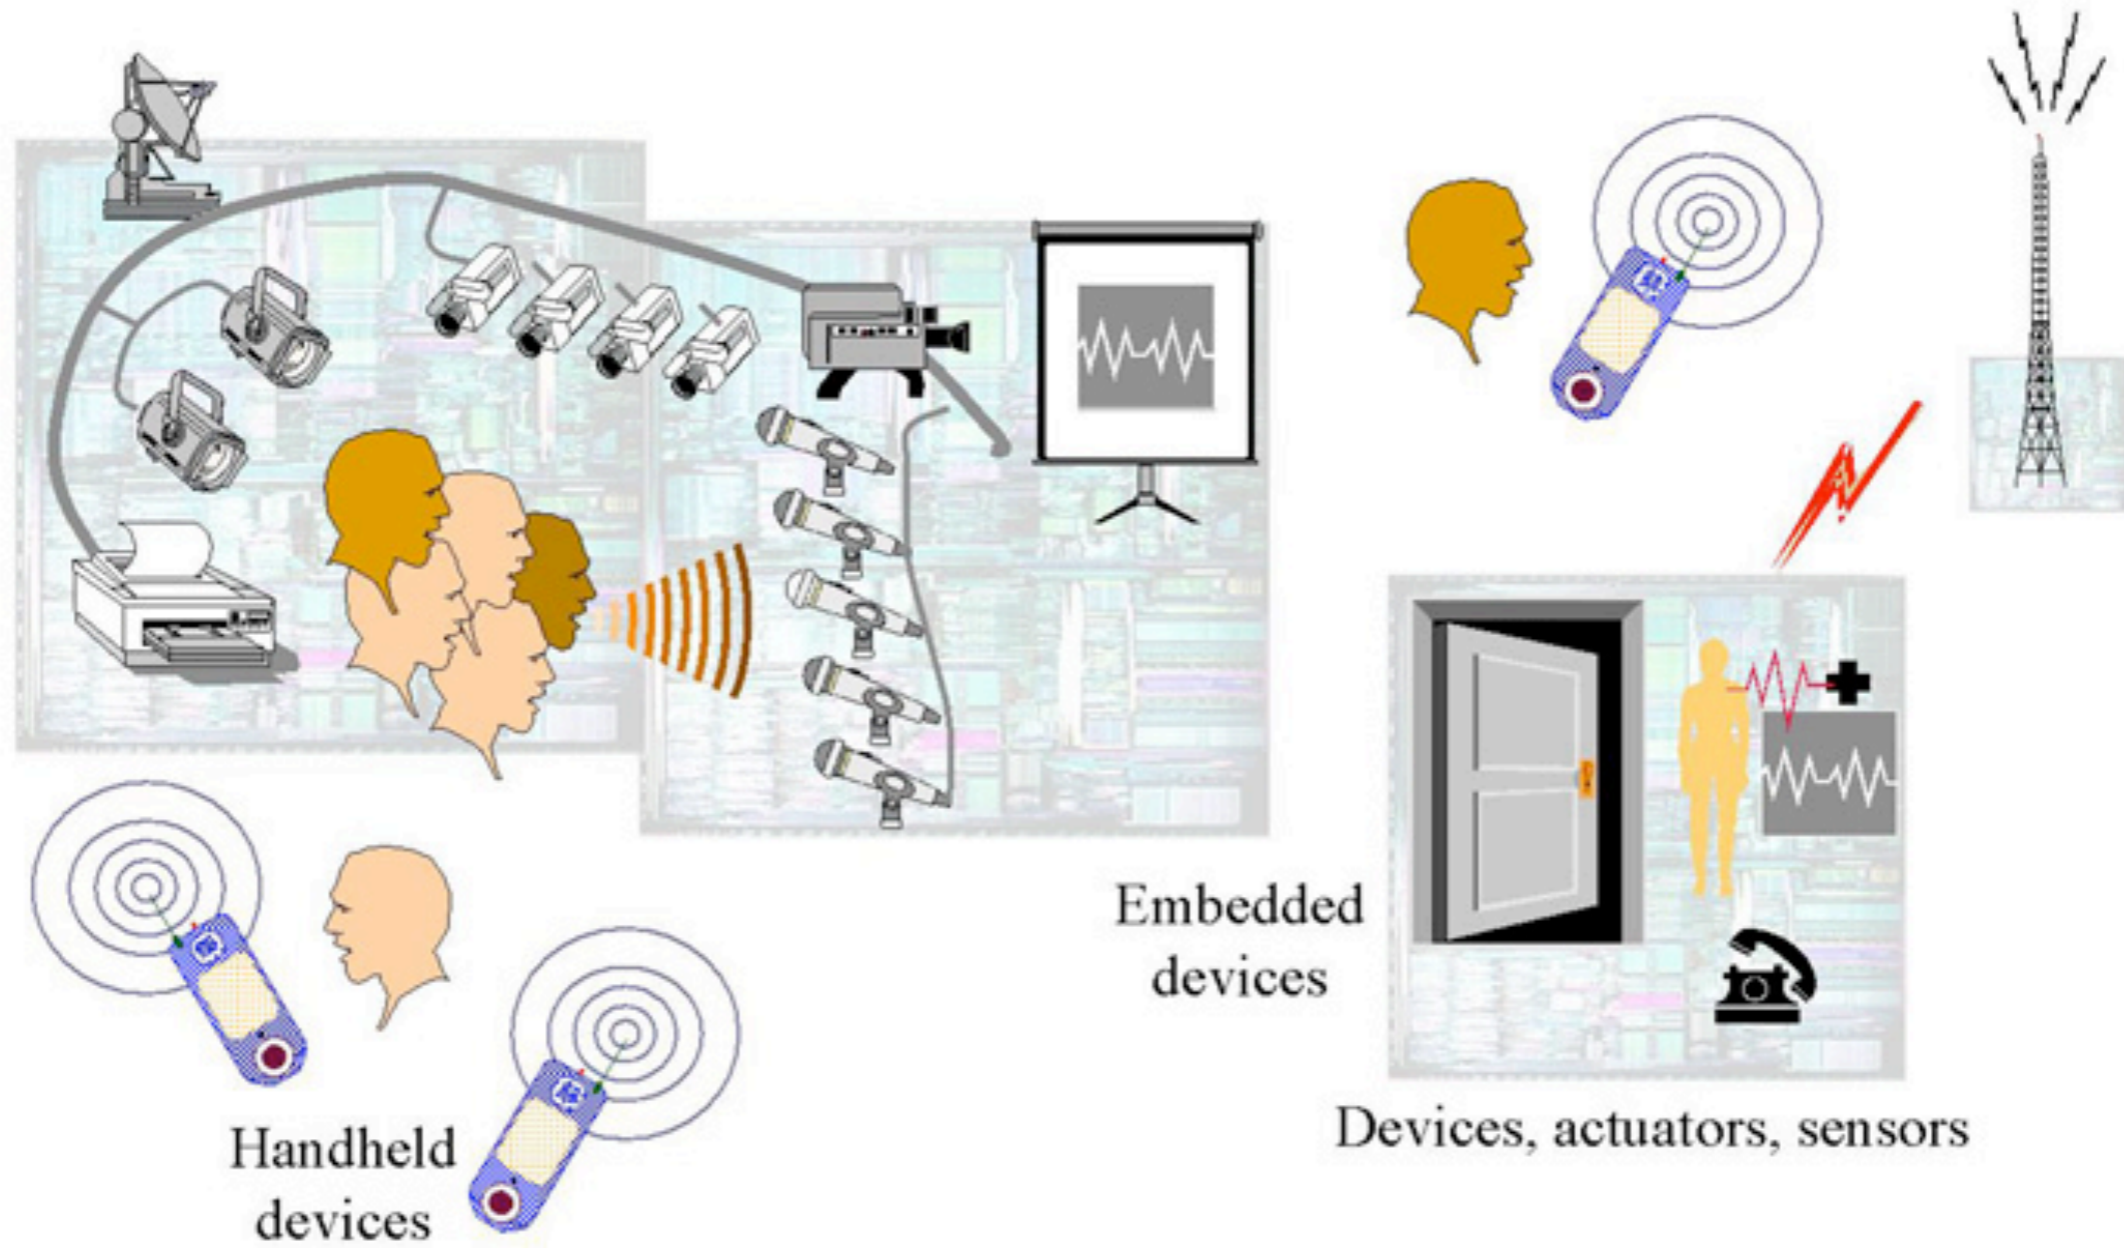 Embedded
devices
Devices, actuators, sensors
Handheld
devices